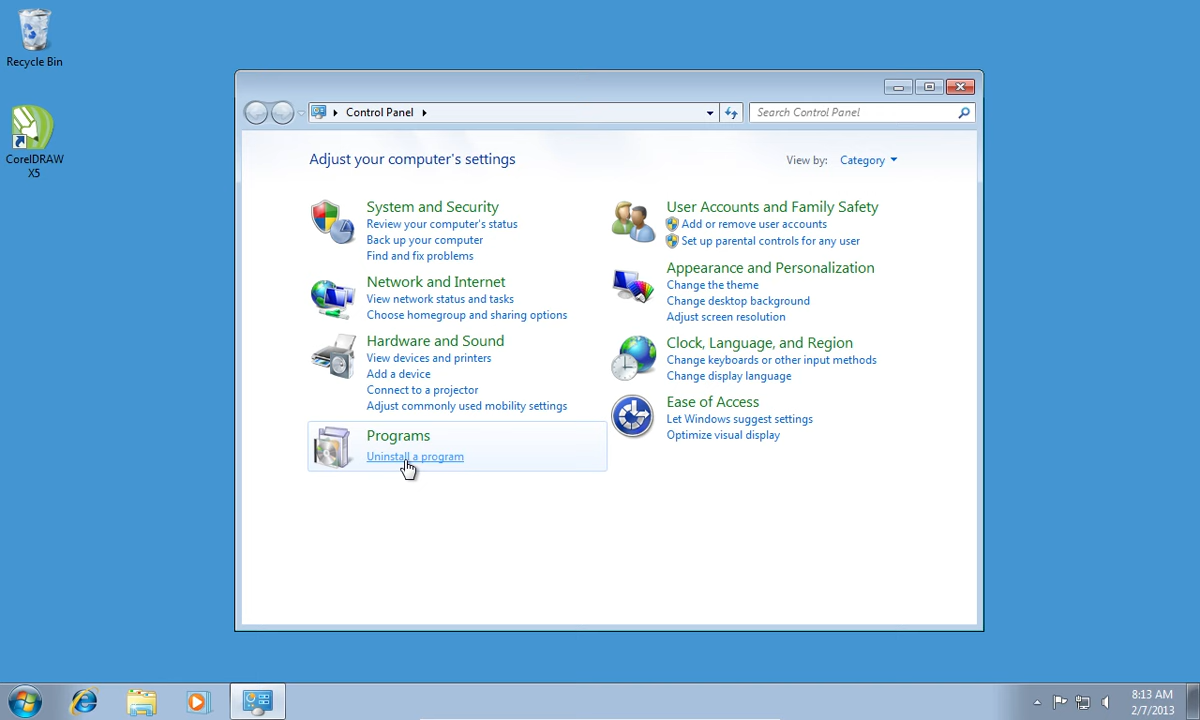 Recycle Bin
CorelDRAW
X5
Control Panel
Search Control Panel
Adjust your computer's settings
View by: Category
System and Security
Review your computer's status
Back up your computer
Find and fix problems
Network and Internet
View network status and tasks
Choose homegroup and sharing options
Hardware and Sound
View devices and printers
Add a device
Connect to a projector
Adjust commonly used mobility settings
Programs
Uninstall a program
User Accounts and Family Safety
Add or remove user accounts
Set up parental controls for any user
Appearance and Personalization
Change the theme
Change desktop background
Adjust screen resolution
Clock, Language, and Region
Change keyboards or other input methods
Change display language
Ease of Access
Let Windows suggest settings
Optimize visual display
8:13 AM
2/7/2013